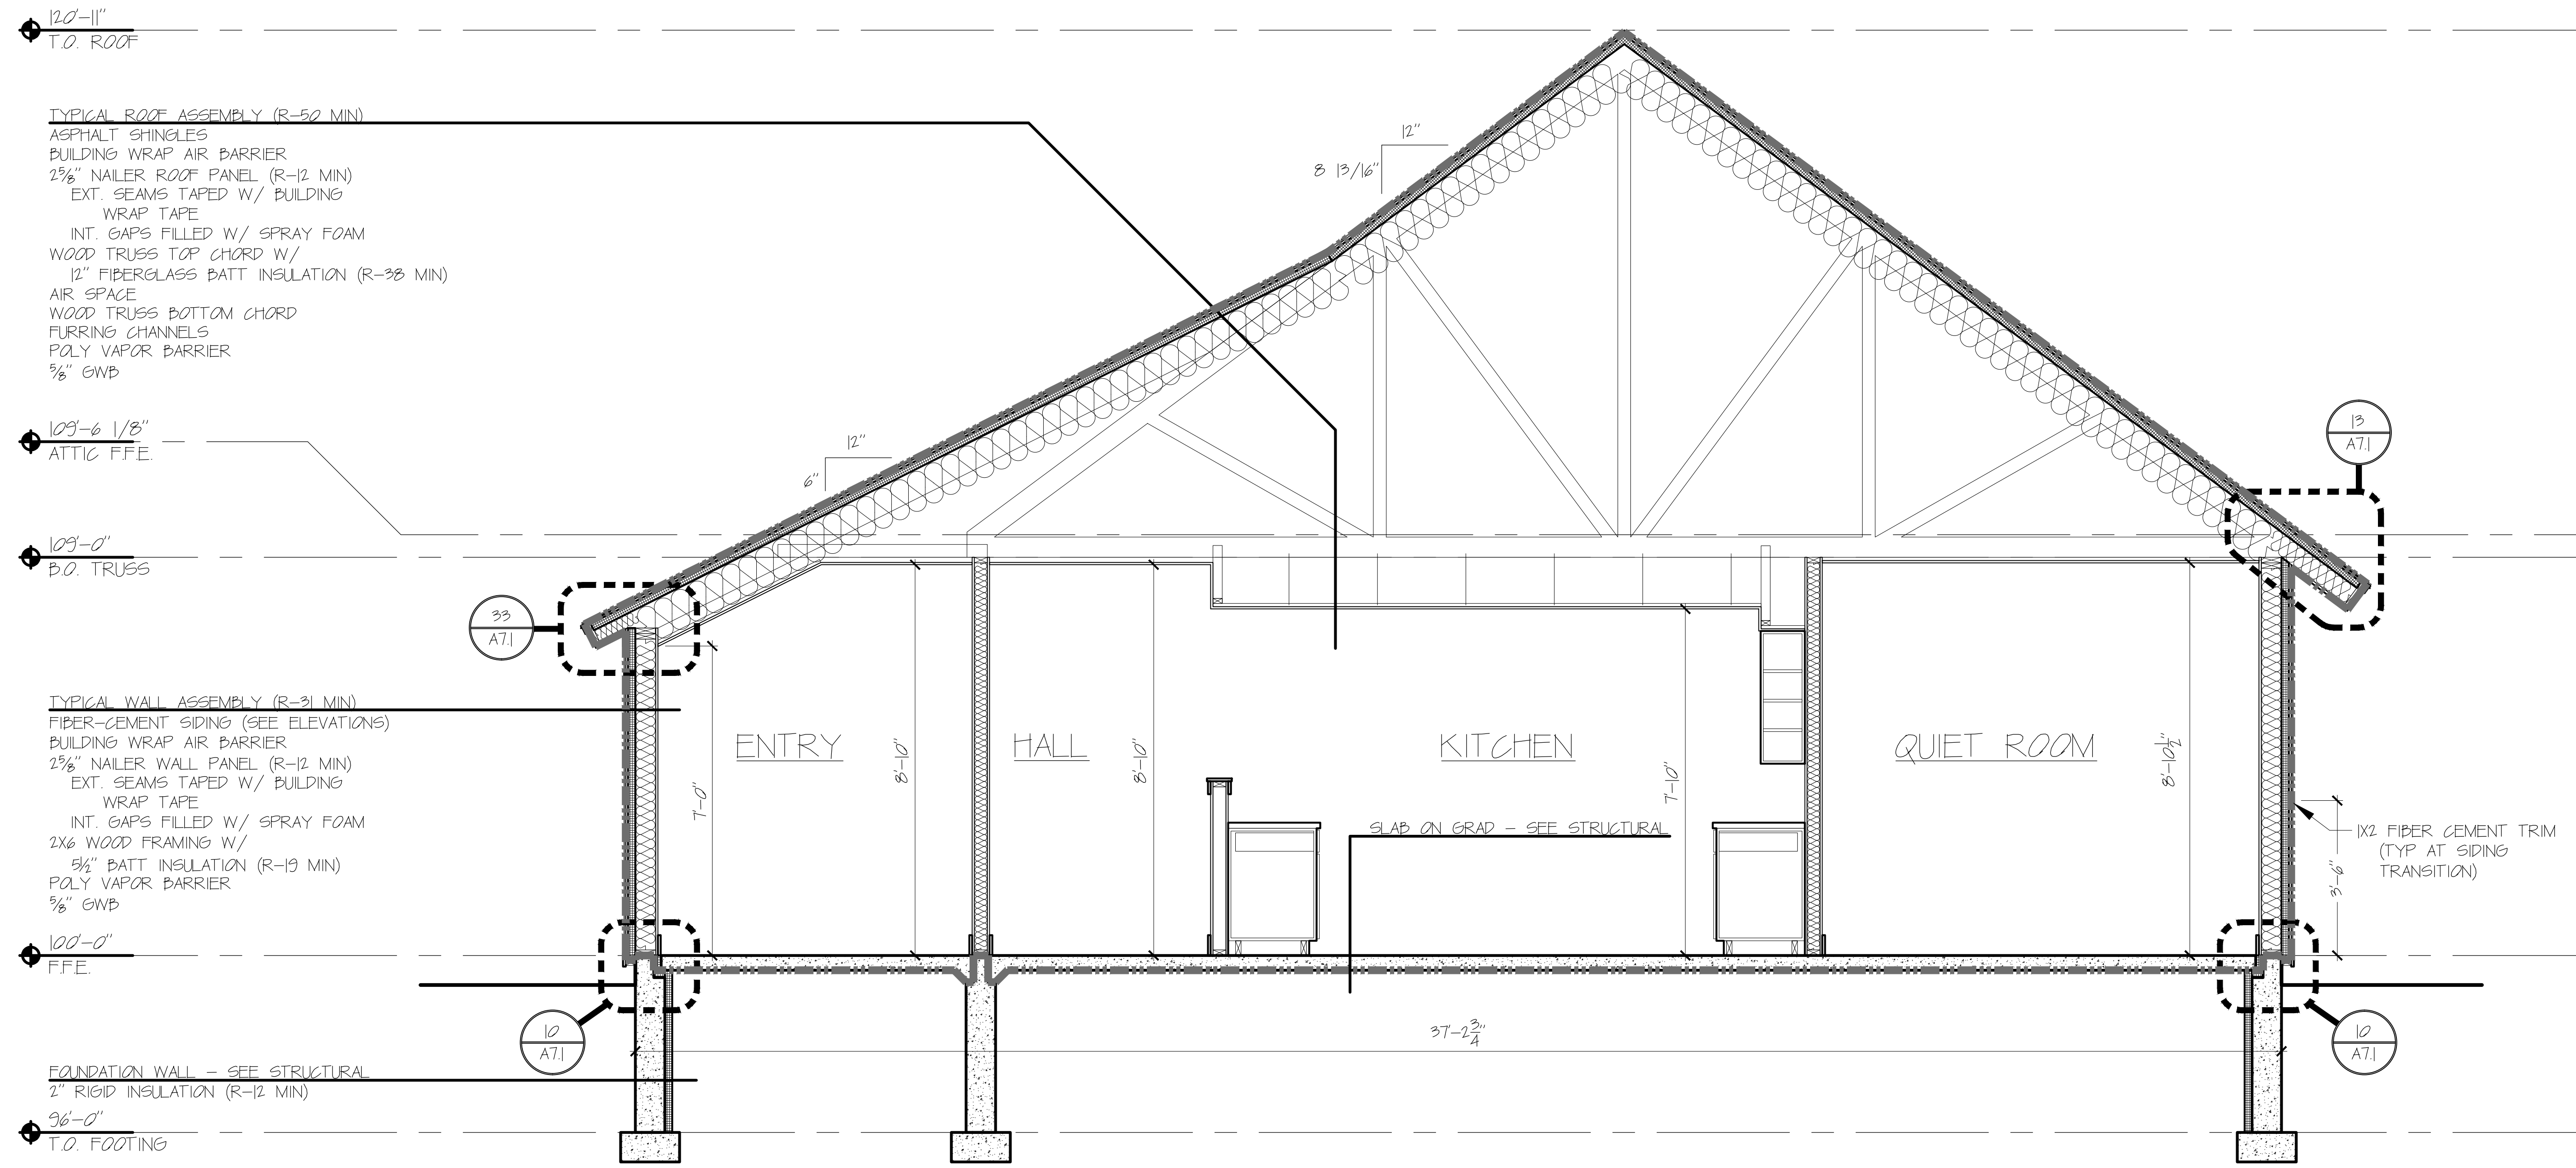 120'-11"
T.O. ROOF
TYPICAL ROOF ASSEMBLY (R-50 MIN)
ASPHALT SHINGLES
BUILDING WRAP AIR BARRIER
2⅝" NAILER ROOF PANEL (R-12 MIN)
EXT. SEAMS TAPED W/ BUILDING
WRAP TAPE
INT. GAPS FILLED W/ SPRAY FOAM
WOOD TRUSS TOP CHORD W/
12" FIBERGLASS BATT INSULATION (R-38 MIN)
AIR SPACE
WOOD TRUSS BOTTOM CHORD
FURRING CHANNELS
POLY VAPOR BARRIER
⅝" GWB
12"
8 13/16"
109'-6 1/8"
ATTIC F.F.E.
12"
6"
13
A7.1
109'-0"
B.O. TRUSS
33
A7.1
TYPICAL WALL ASSEMBLY (R-31 MIN)
FIBER-CEMENT SIDING (SEE ELEVATIONS)
BUILDING WRAP AIR BARRIER
2⅝" NAILER WALL PANEL (R-12 MIN)
EXT. SEAMS TAPED W/ BUILDING
WRAP TAPE
INT. GAPS FILLED W/ SPRAY FOAM
2X6 WOOD FRAMING W/
5½" BATT INSULATION (R-19 MIN)
POLY VAPOR BARRIER
⅝" GWB
ENTRY
HALL
KITCHEN
QUIET ROOM
7'-0"
8'-10"
8'-10"
7'-10"
8'-10½"
SLAB ON GRAD - SEE STRUCTURAL
1X2 FIBER CEMENT TRIM
(TYP AT SIDING
TRANSITION)
3'-6"
100'-0"
F.F.E.
10
A7.1
37'-2¾"
10
A7.1
FOUNDATION WALL - SEE STRUCTURAL
2" RIGID INSULATION (R-12 MIN)
96'-0"
T.O. FOOTING